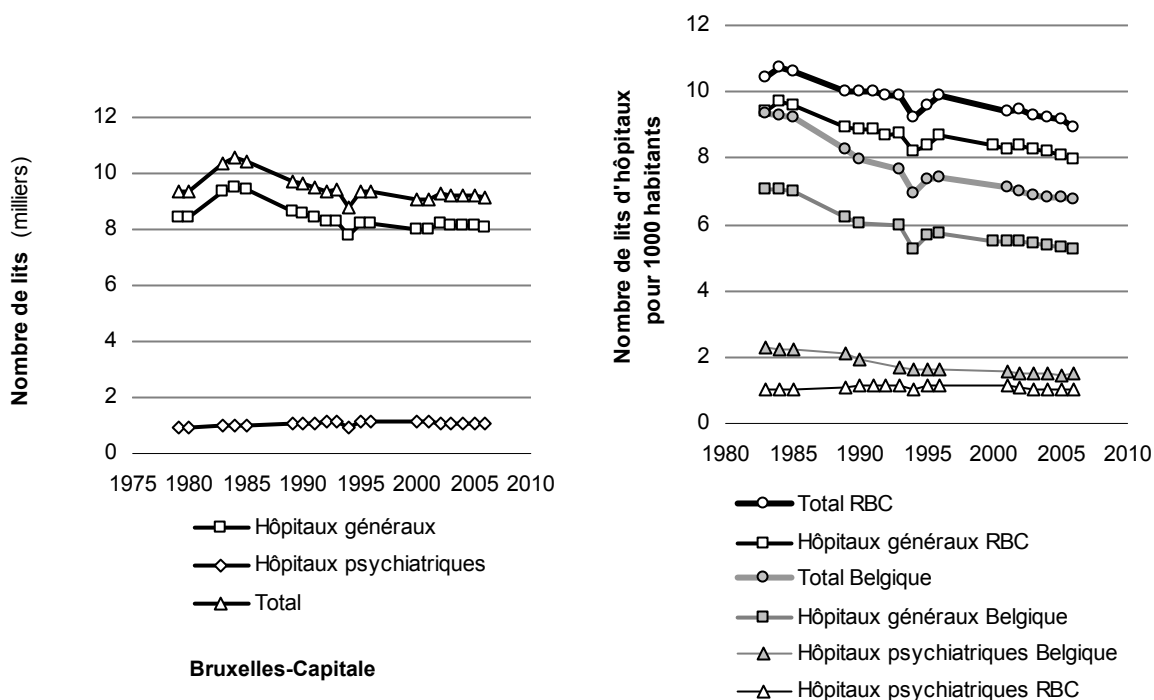 Nombre de lits (milliers)
12
10
8
6
4
2
0
1975 1980 1985 1990 1995 2000 2005 2010
Hôpitaux généraux
Hôpitaux psychiatriques
Total
Bruxelles-Capitale
Nombre de lits d'hôpitaux
pour 1000 habitants
12
10
8
6
4
2
0
1980 1985 1990 1995 2000 2005 2010
Total RBC
Hôpitaux généraux RBC
Total Belgique
Hôpitaux généraux Belgique
Hôpitaux psychiatriques Belgique
Hôpitaux psychiatriques RBC